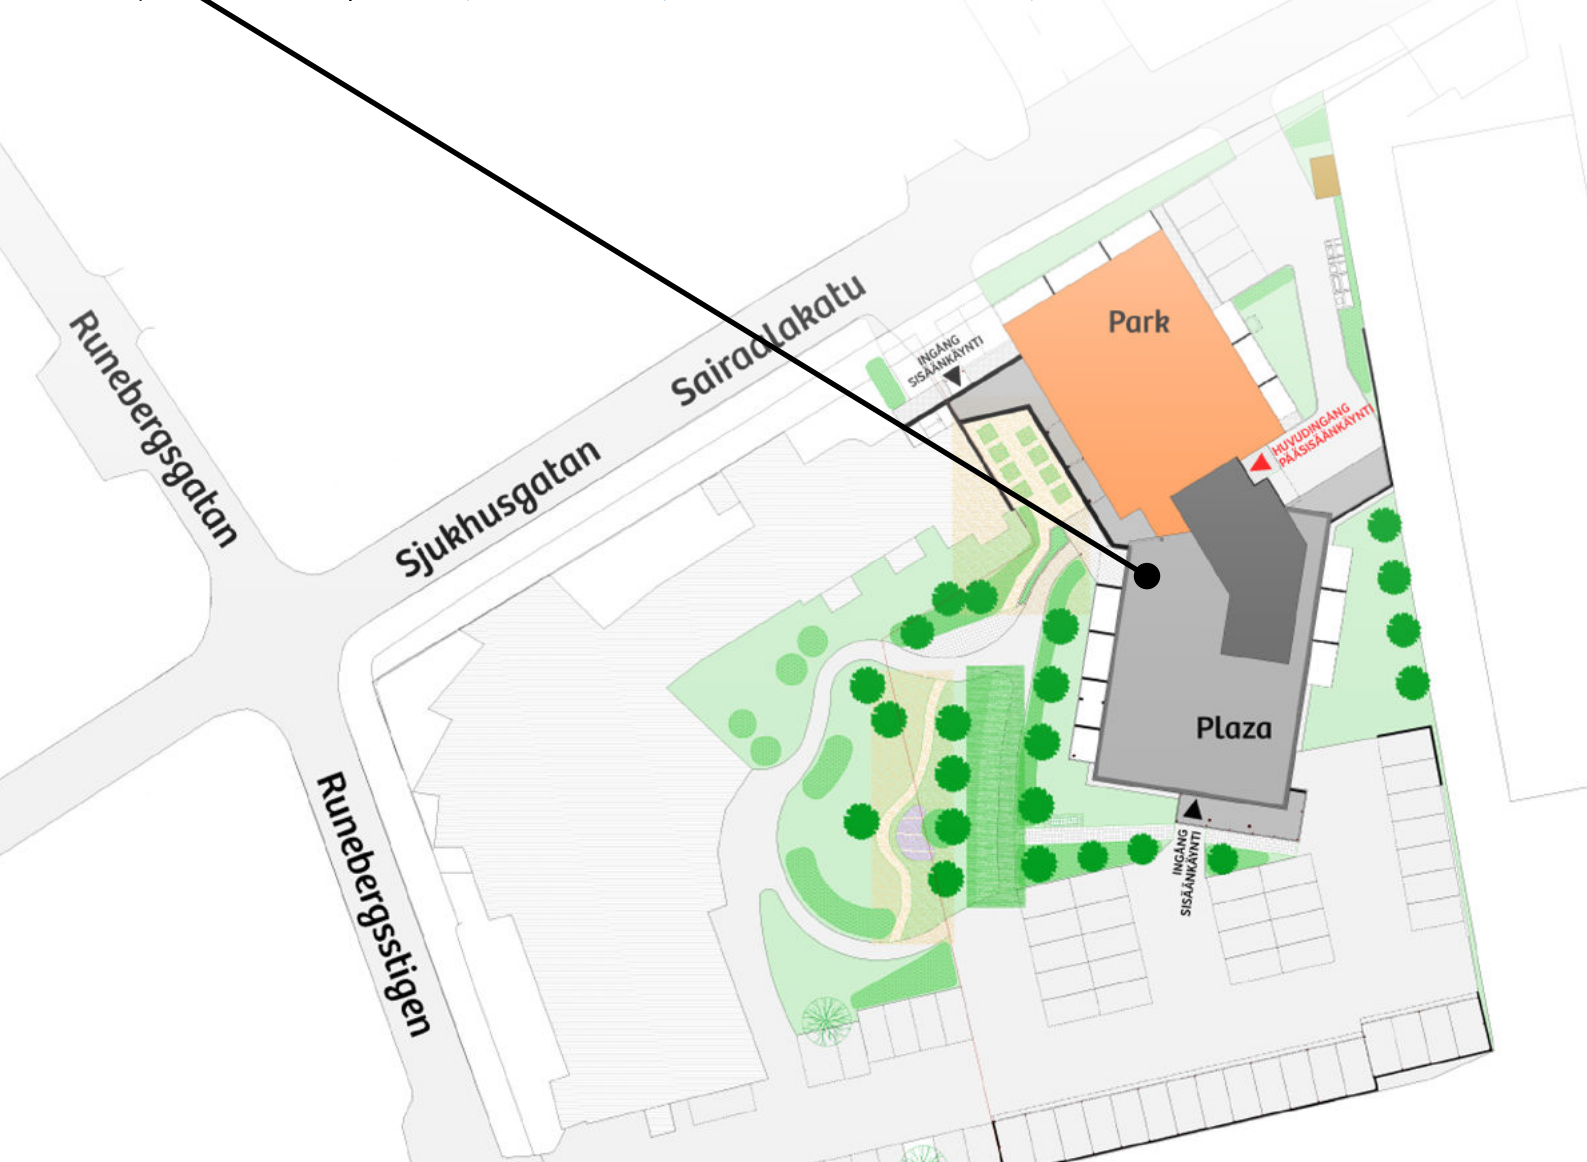 Park
Sairaalakatu
INGÅNG
SISÄÄNKÄYNTI
Runebergsgatan
HUVUDINGÅNG
PÄÄSISÄÄNKÄYNTI
Sjukhusgatan
Plaza
Runebergsstigen
INGÅNG
SISÄÄNKÄYNTI